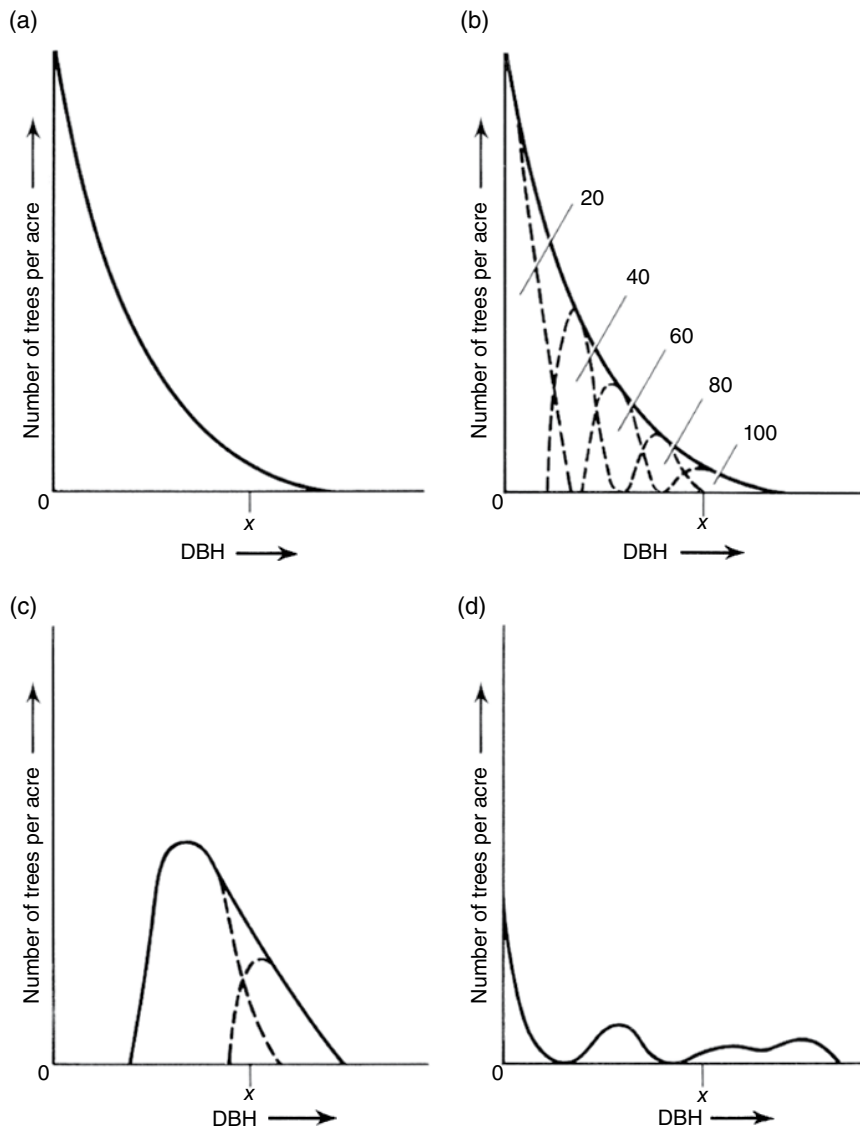 (a)
Number of trees per acre
0
x
DBH
(b)
Number of trees per acre
20
40
60
80
100
0
x
DBH
(c)
Number of trees per acre
0
x
DBH
(d)
Number of trees per acre
0
x
DBH